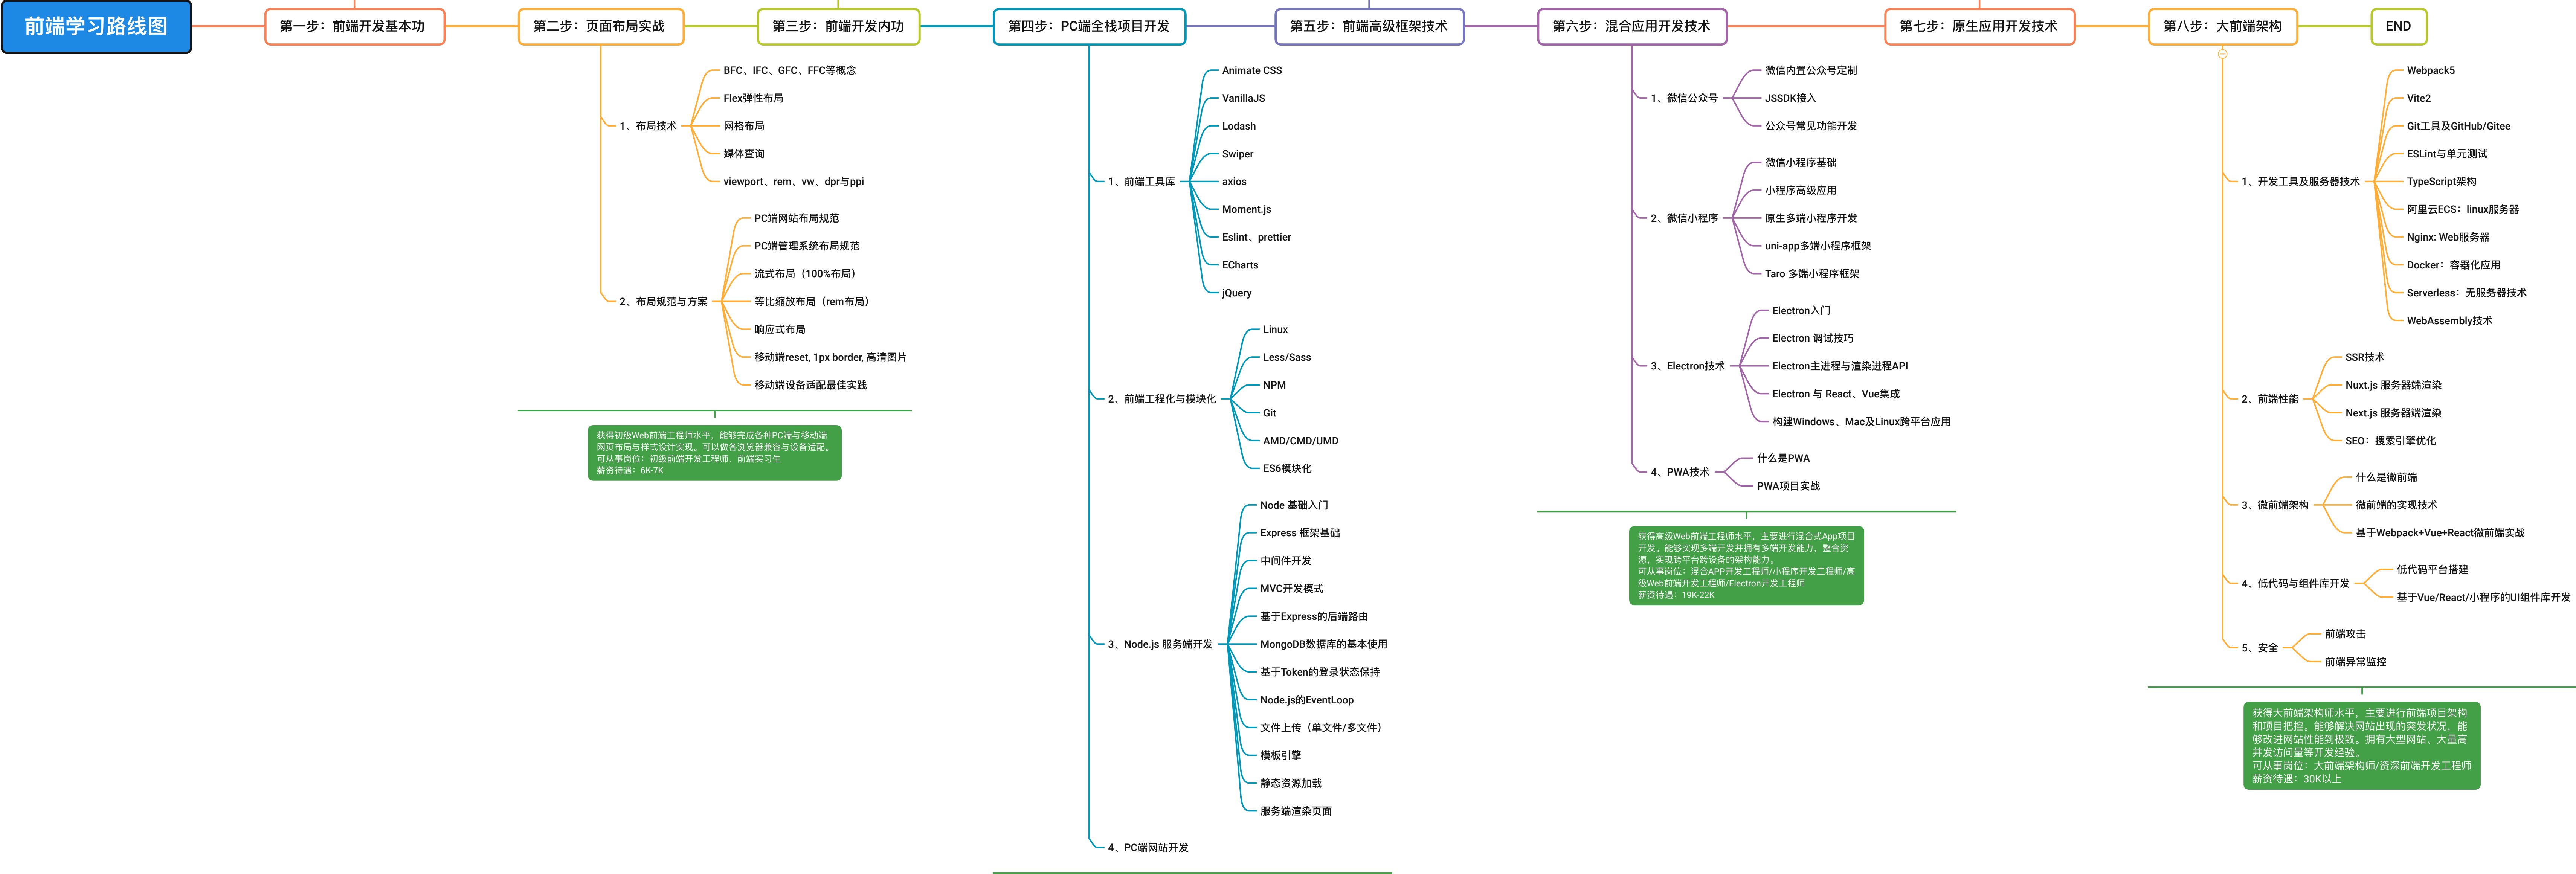 前端学习路线图
第一步：前端开发基本功
第二步：页面布局实战
第三步：前端开发内功
第四步：PC端全栈项目开发
第五步：前端高级框架技术
第六步：混合应用开发技术
第七步：原生应用开发技术
第八步：大前端架构
END
1、布局技术
BFC、IFC、GFC、FFC等概念
Flex弹性布局
网格布局
媒体查询
viewport、rem、vw、dpr与ppi
2、布局规范与方案
PC端网站布局规范
PC端管理系统布局规范
流式布局（100%布局）
等比缩放布局（rem布局）
响应式布局
移动端reset, 1px border, 高清图片
移动端设备适配最佳实践
获得初级Web前端工程师水平，能够完成各种PC端与移动端
网页布局与样式设计实现。可以做各浏览器兼容与设备适配。
可从事岗位：初级前端开发工程师、前端实习生
薪资待遇：6K-7K
1、前端工具库
Animate CSS
VanillaJS
Lodash
Swiper
axios
Moment.js
Eslint、prettier
ECharts
jQuery
2、前端工程化与模块化
Linux
Less/Sass
NPM
Git
AMD/CMD/UMD
ES6模块化
3、Node.js 服务端开发
Node 基础入门
Express 框架基础
中间件开发
MVC开发模式
基于Express的后端路由
MongoDB数据库的基本使用
基于Token的登录状态保持
Node.js的EventLoop
文件上传（单文件/多文件）
模板引擎
静态资源加载
服务端渲染页面
4、PC端网站开发
1、微信公众号
微信内置公众号定制
JSSDK接入
公众号常见功能开发
2、微信小程序
微信小程序基础
小程序高级应用
原生多端小程序开发
uni-app多端小程序框架
Taro 多端小程序框架
3、Electron技术
Electron入门
Electron 调试技巧
Electron主进程与渲染进程API
Electron 与 React、Vue集成
构建Windows、Mac及Linux跨平台应用
4、PWA技术
什么是PWA
PWA项目实战
获得高级Web前端工程师水平，主要进行混合式App项目
开发。能够实现多端开发并拥有多端开发能力，整合资
源，实现跨平台跨设备的架构能力。
可从事岗位：混合APP开发工程师/小程序开发工程师/高
级Web前端开发工程师/Electron开发工程师
薪资待遇：19K-22K
1、开发工具及服务器技术
Webpack5
Vite2
Git工具及GitHub/Gitee
ESLint与单元测试
TypeScript架构
阿里云ECS：linux服务器
Nginx: Web服务器
Docker：容器化应用
Serverless：无服务器技术
WebAssembly技术
2、前端性能
SSR技术
Nuxt.js 服务器端渲染
Next.js 服务器端渲染
SEO：搜索引擎优化
3、微前端架构
什么是微前端
微前端的实现技术
基于Webpack+Vue+React微前端实战
4、低代码与组件库开发
低代码平台搭建
基于Vue/React/小程序的UI组件库开发
5、安全
前端攻击
前端异常监控
获得大前端架构师水平，主要进行前端项目架构
和项目把控。能够解决网站出现的突发状况，能
够改进网站性能到极致。拥有大型网站、大量高
并发访问量等开发经验。
可从事岗位：大前端架构师/资深前端开发工程师
薪资待遇：30K以上